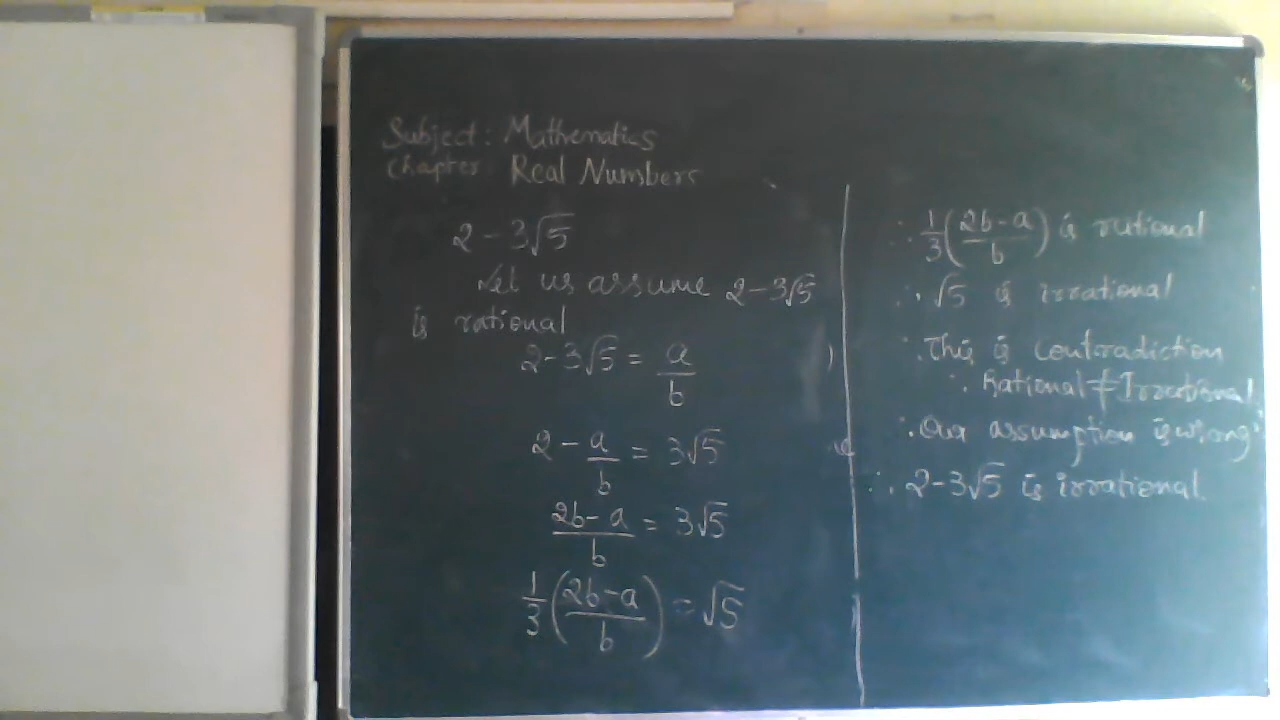 Subject: Mathematics
Chapter: Real Numbers
2 - 3√5
Let us assume 2 - 3√5
is rational
2 - 3√5 = a/b
2 - a/b = 3√5
(2b - a)/b = 3√5
1/3 ((2b - a)/b) = √5
∴ 1/3 ((2b - a)/b) is rational
∴ √5 is irrational
∴ This is contradiction
∴ Rational ≠ Irrational
∴ Our assumption is wrong
∴ 2 - 3√5 is irrational.